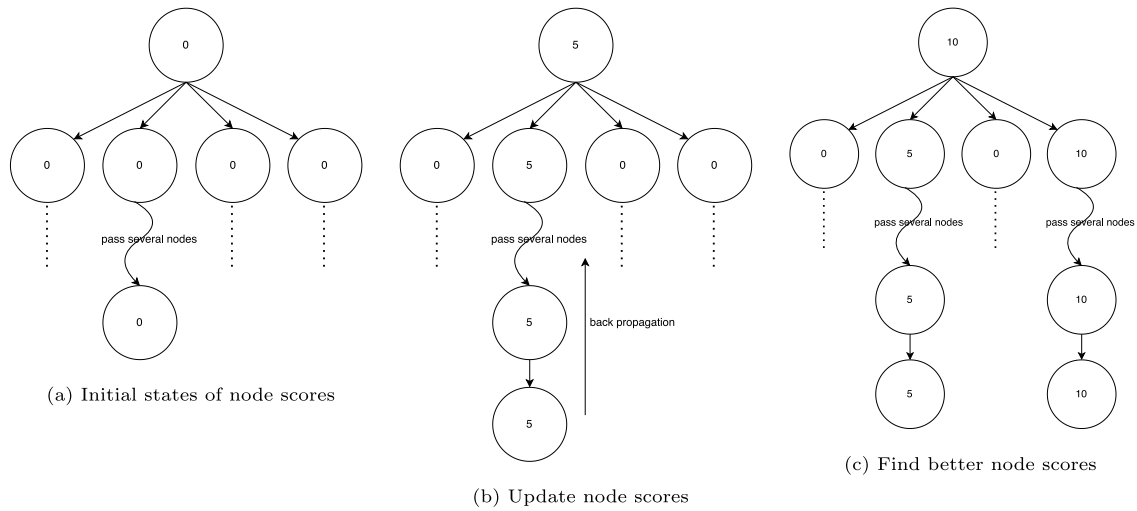 0
0 0 0 0
pass several nodes
0
(a) Initial states of node scores
5
0 5 0 0
pass several nodes
5
back propagation
5
(b) Update node scores
10
0 5 0 10
pass several nodes pass several nodes
5 10
5 10
(c) Find better node scores